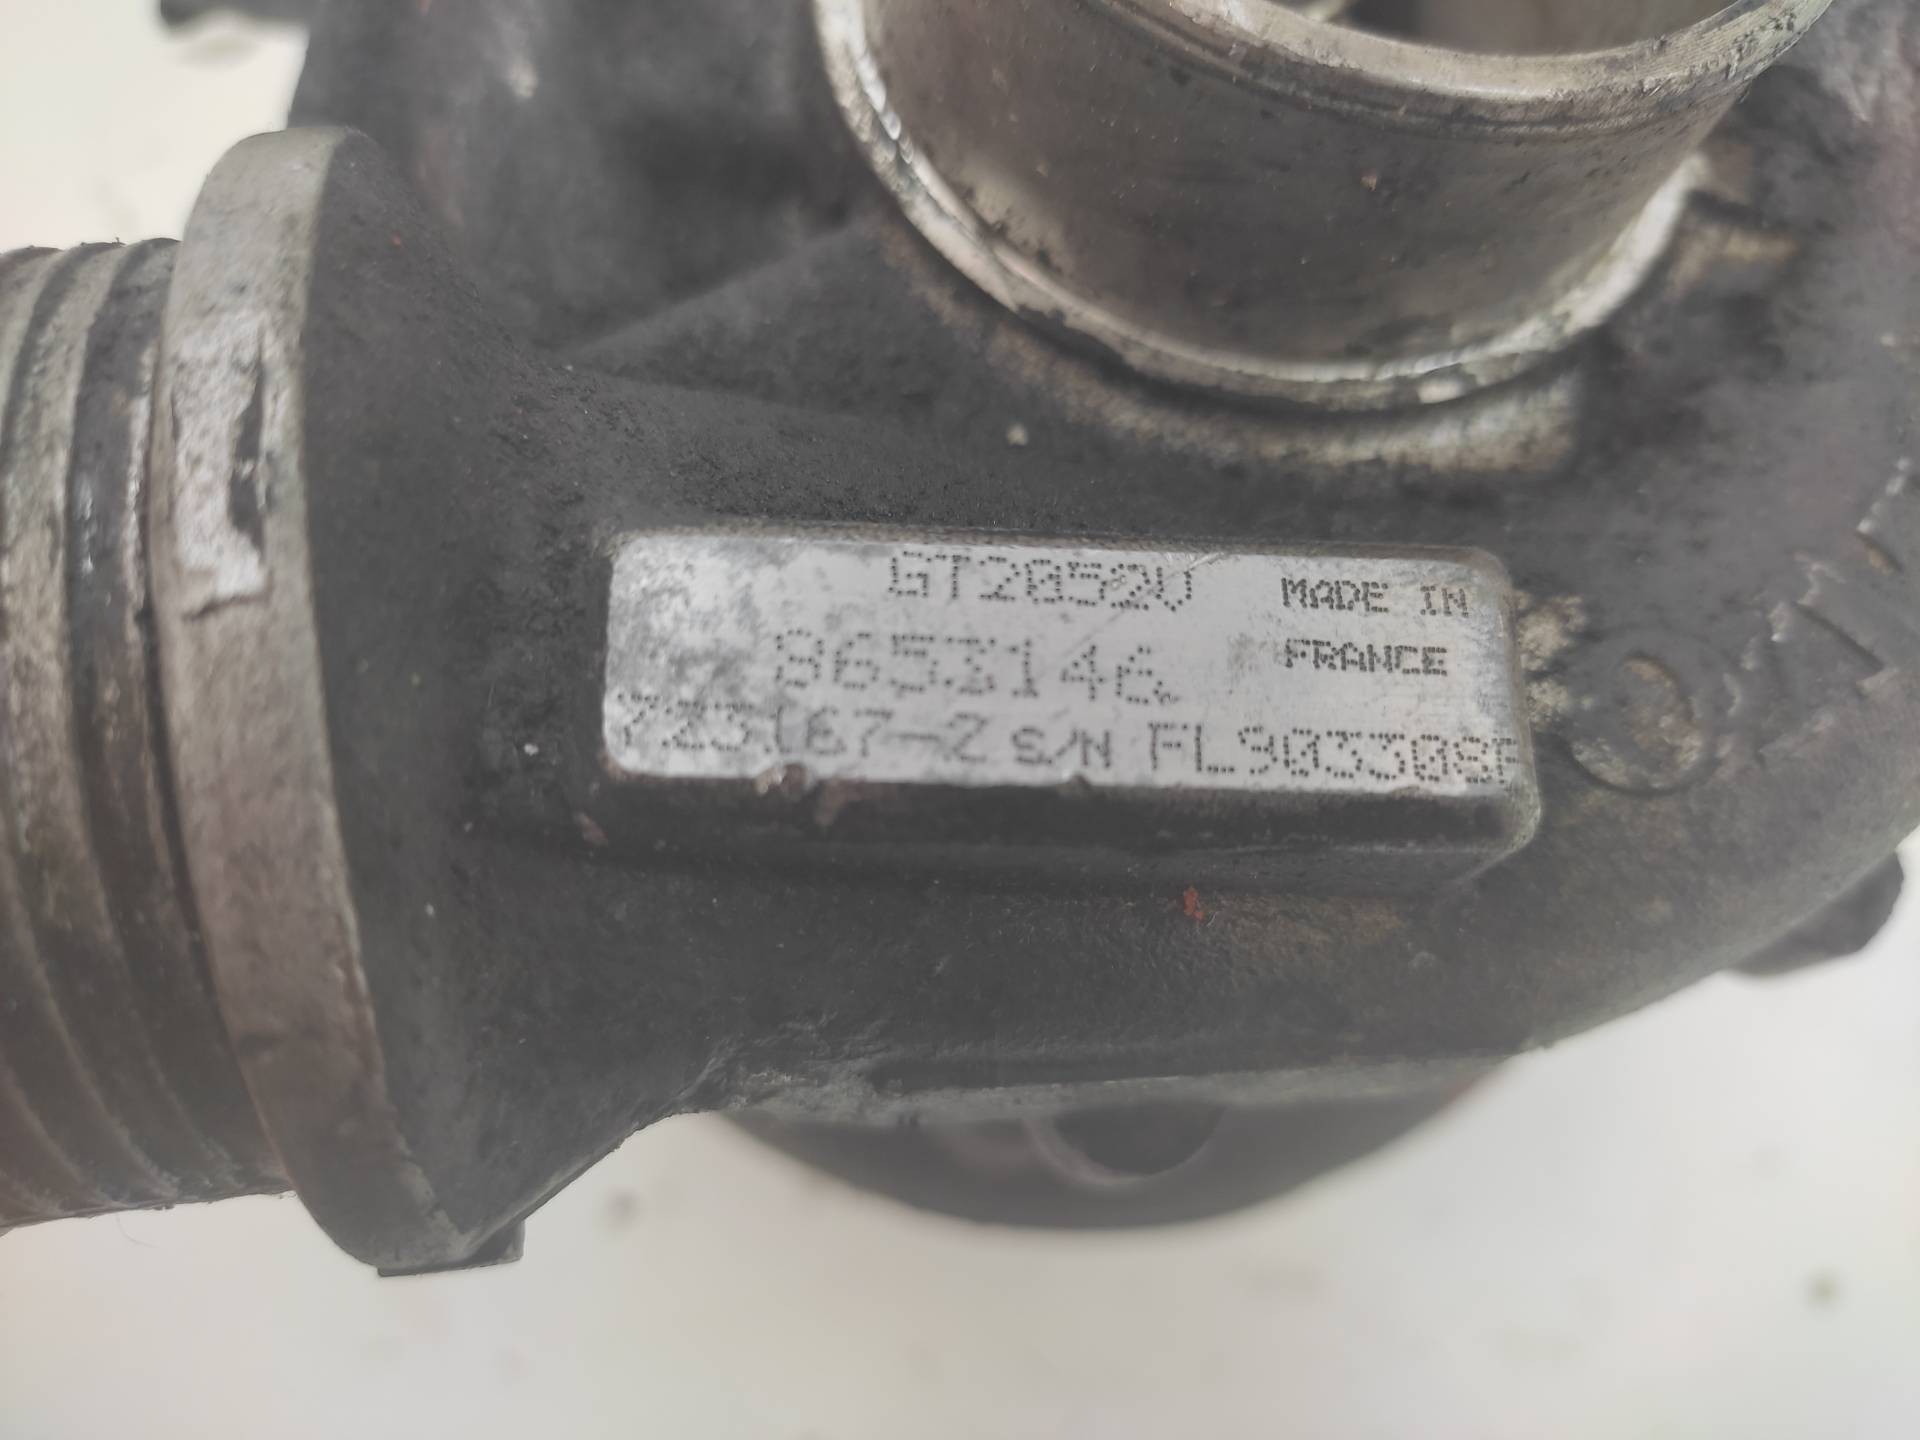 GT2052V MADE IN
8653146 FRANCE
723167-2 S/N FL903308F